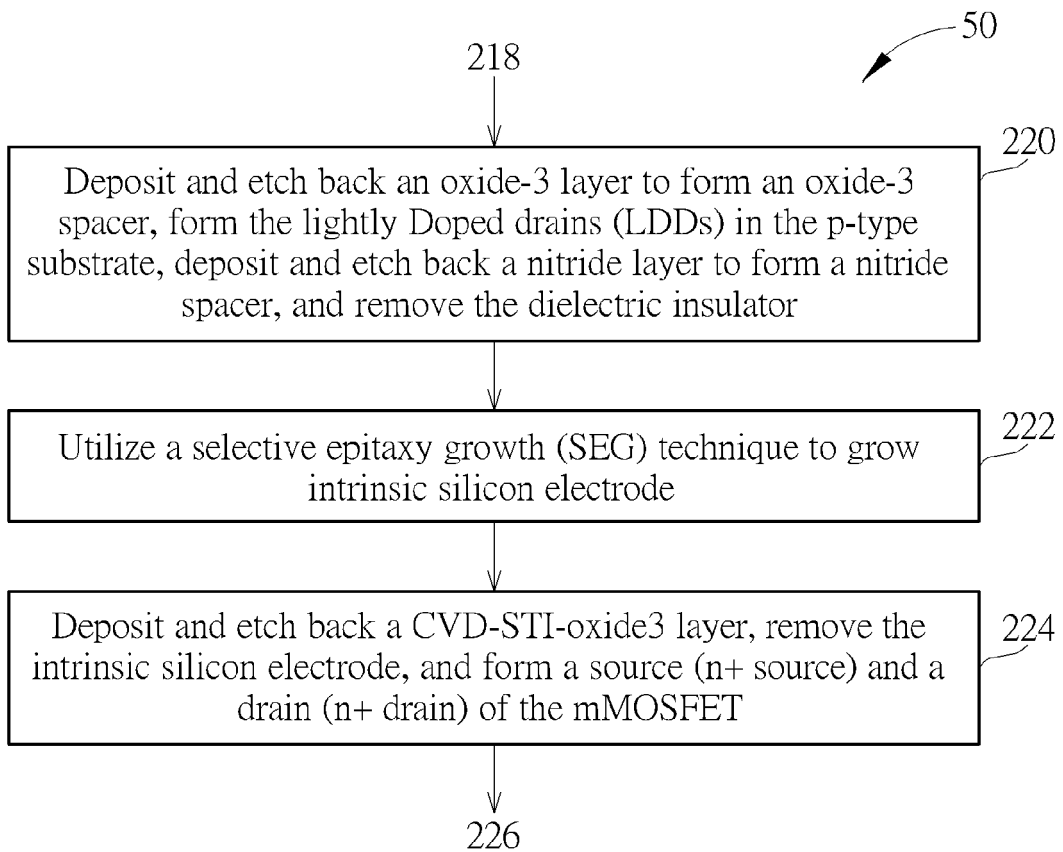 50
218
220
Deposit and etch back an oxide-3 layer to form an oxide-3
spacer, form the lightly Doped drains (LDDs) in the p-type
substrate, deposit and etch back a nitride layer to form a nitride
spacer, and remove the dielectric insulator
222
Utilize a selective epitaxy growth (SEG) technique to grow
intrinsic silicon electrode
224
Deposit and etch back a CVD-STI-oxide3 layer, remove the
intrinsic silicon electrode, and form a source (n+ source) and a
drain (n+ drain) of the mMOSFET
226